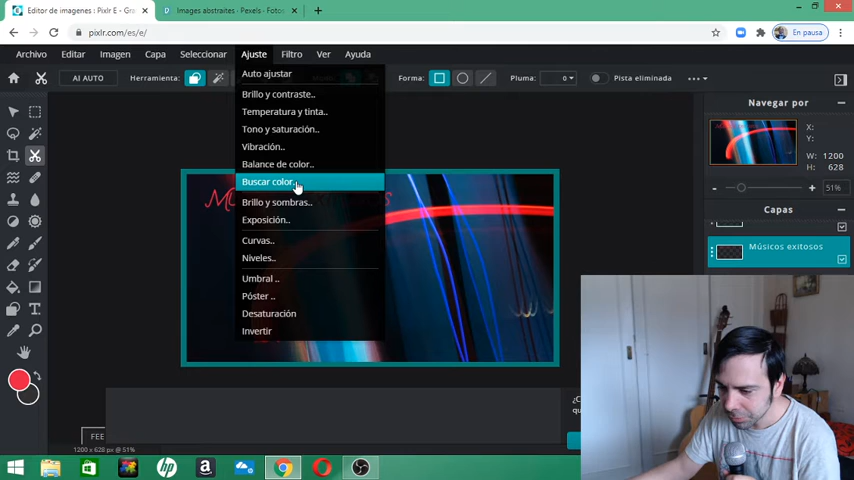 Editor de imagenes : Pixlr E - Gra
Images abstraites - Pexels - Fotos
pixlr.com/es/e/
En pausa
Archivo Editar Imagen Capa Seleccionar Ajuste Filtro Ver Ayuda
AI AUTO Herramienta: Forma: Pluma: 0 Pista eliminada
Auto ajustar
Brillo y contraste..
Temperatura y tinta..
Tono y saturación..
Vibración..
Balance de color..
Buscar color..
Brillo y sombras..
Exposición..
Curvas..
Niveles..
Umbral ..
Póster ..
Desaturación
Invertir
Navegar por
X:
Y:
W: 1200
H: 628
51%
Capas
Músicos exitosos
FEE
1200 x 628 px @ 51%